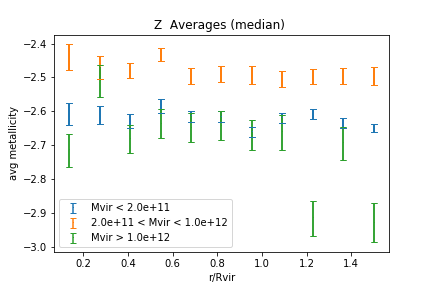 Z Averages (median)
−2.4
−2.5
−2.6
−2.7
−2.8
−2.9
−3.0
avg metallicity
Mvir < 2.0e+11
2.0e+11 < Mvir < 1.0e+12
Mvir > 1.0e+12
0.2 0.4 0.6 0.8 1.0 1.2 1.4
r/Rvir